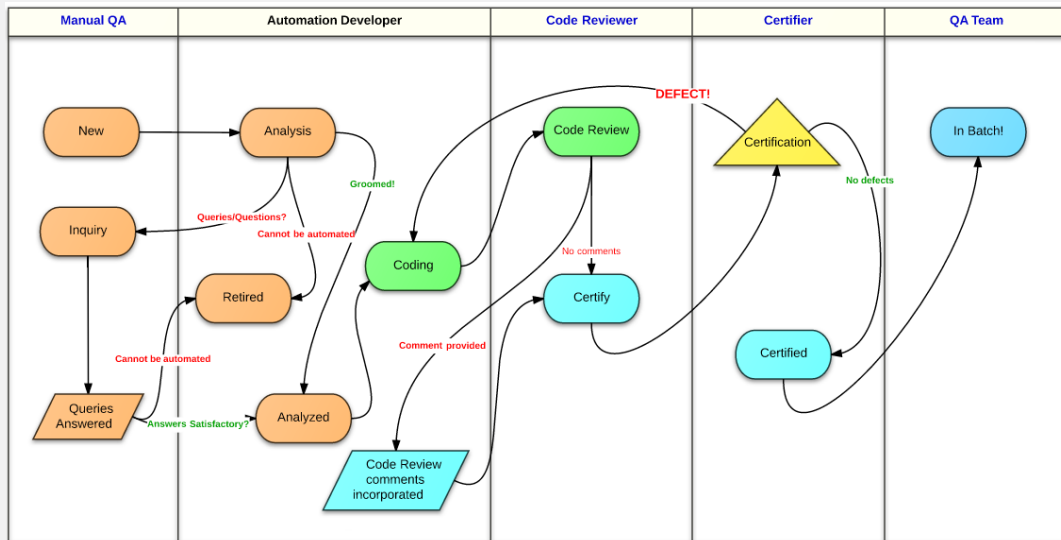 Manual QA
Automation Developer
Code Reviewer
Certifier
QA Team
DEFECT!
New
Analysis
Code Review
Certification
In Batch!
Groomed!
No defects
Queries/Questions?
Inquiry
Cannot be automated
No comments
Coding
Retired
Certify
Comment provided
Certified
Cannot be automated
Queries
Answered
Answers Satisfactory?
Analyzed
Code Review
comments
incorporated